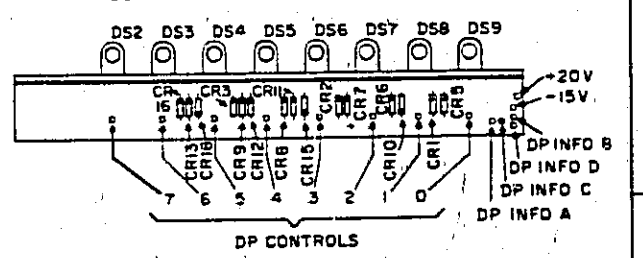 DS2 DS3 DS4 DS5 DS6 DS7 DS8 DS9
CR 16 CR3 CR11 CR2 CR7 CR6 CR5
+20V
-15V
CR13 CR18 CR9 CR12 CR8 CR15 CR10 CR1
DP INFO B
DP INFO D
DP INFO C
DP INFO A
7 6 5 4 3 2 1 0
DP CONTROLS